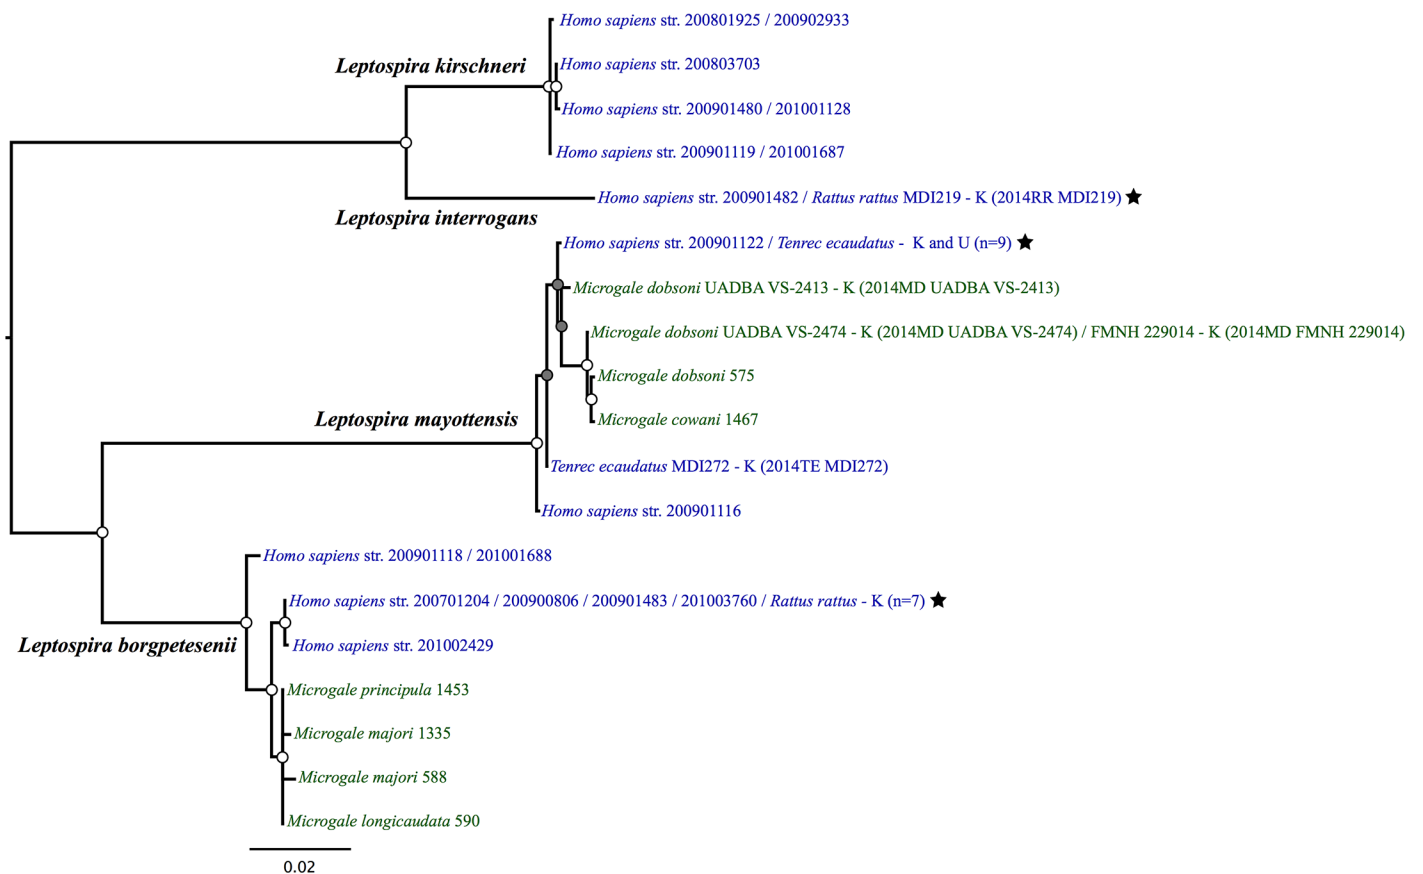 Homo sapiens str. 200801925 / 200902933
Leptospira kirschneri
Homo sapiens str. 200803703
Homo sapiens str. 200901480 / 201001128
Homo sapiens str. 200901119 / 201001687
Homo sapiens str. 200901482 / Rattus rattus MDI219 - K (2014RR MDI219) ★
Leptospira interrogans
Homo sapiens str. 200901122 / Tenrec ecaudatus - K and U (n=9) ★
Microgale dobsoni UADBA VS-2413 - K (2014MD UADBA VS-2413)
Microgale dobsoni UADBA VS-2474 - K (2014MD UADBA VS-2474) / FMNH 229014 - K (2014MD FMNH 229014)
Microgale dobsoni 575
Microgale cowani 1467
Leptospira mayottensis
Tenrec ecaudatus MDI272 - K (2014TE MDI272)
Homo sapiens str. 200901116
Homo sapiens str. 200901118 / 201001688
Homo sapiens str. 200701204 / 200900806 / 200901483 / 201003760 / Rattus rattus - K (n=7) ★
Homo sapiens str. 201002429
Leptospira borgpetesenii
Microgale principula 1453
Microgale majori 1335
Microgale majori 588
Microgale longicaudata 590
0.02